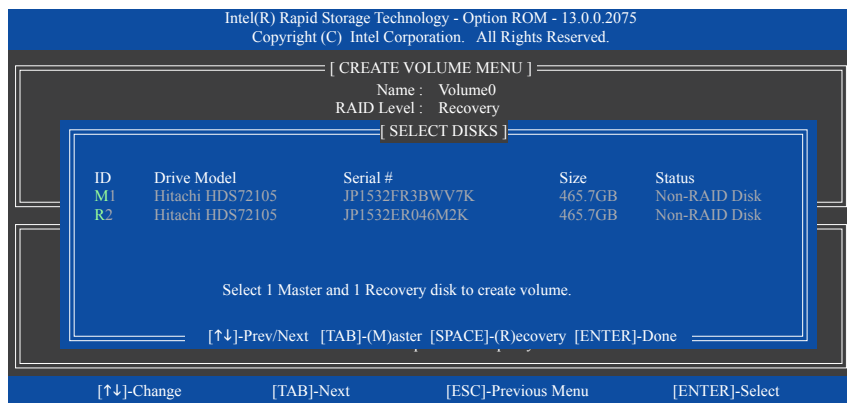 Intel(R) Rapid Storage Technology - Option ROM - 13.0.0.2075
Copyright (C) Intel Corporation. All Rights Reserved.
[ CREATE VOLUME MENU ]
Name : Volume0
RAID Level : Recovery
[ SELECT DISKS ]
ID Drive Model Serial # Size Status
M1 Hitachi HDS72105 JP1532FR3BWV7K 465.7GB Non-RAID Disk
R2 Hitachi HDS72105 JP1532ER046M2K 465.7GB Non-RAID Disk
Select 1 Master and 1 Recovery disk to create volume.
[↑↓]-Prev/Next [TAB]-(M)aster [SPACE]-(R)ecovery [ENTER]-Done
[↑↓]-Change [TAB]-Next [ESC]-Previous Menu [ENTER]-Select